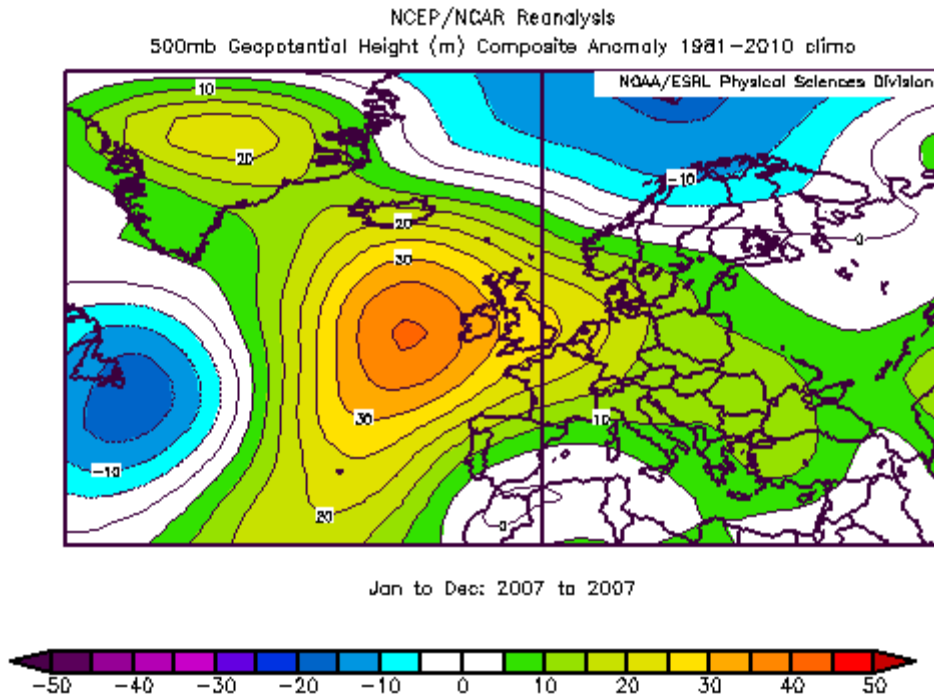 NCEP/NCAR Reanalysis
500mb Geopotential Height (m) Composite Anomaly 1981-2010 climo
NOAA/ESRL Physical Sciences Division
10
20
-10
20
0
30
30
10
-10
20
0
Jan to Dec: 2007 to 2007
-50 -40 -30 -20 -10 0 10 20 30 40 50